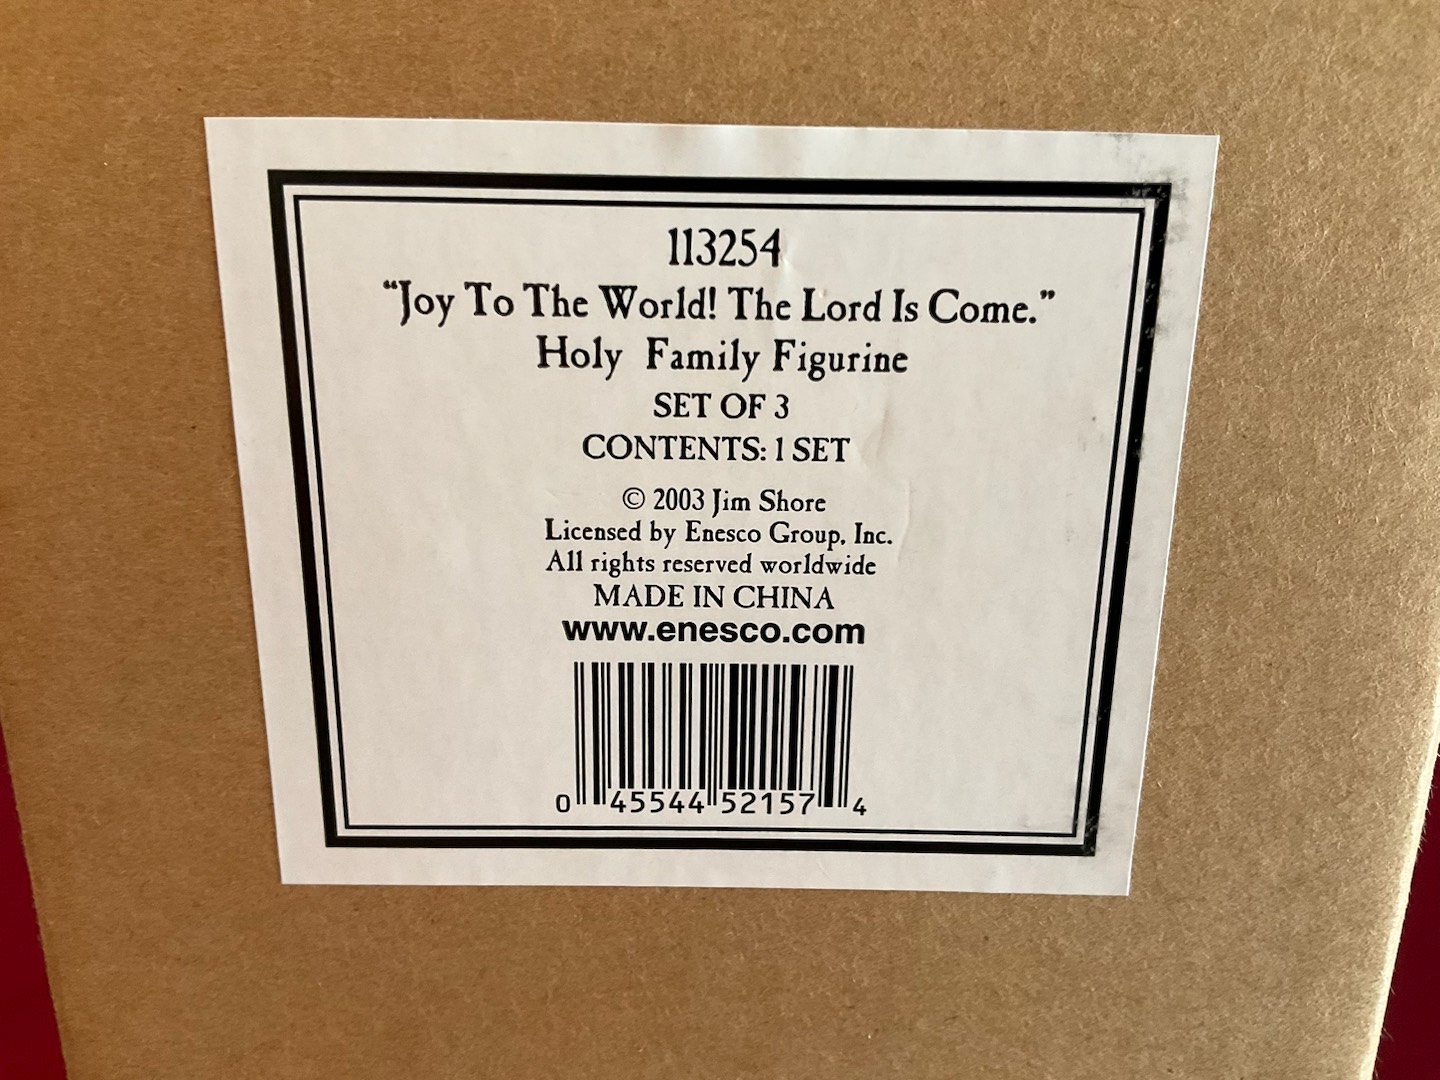 113254
“Joy To The World! The Lord Is Come.”
Holy Family Figurine
SET OF 3
CONTENTS: 1 SET
© 2003 Jim Shore
Licensed by Enesco Group, Inc.
All rights reserved worldwide
MADE IN CHINA
www.enesco.com
0 45544 52157 4